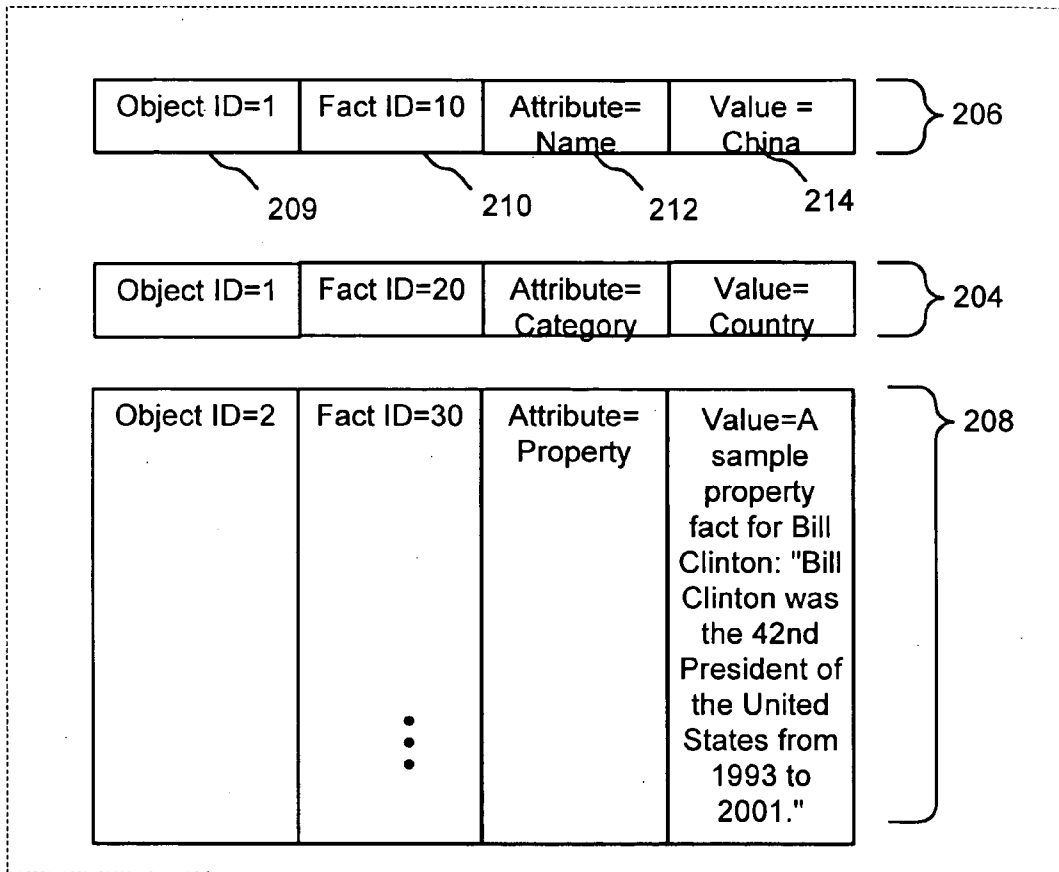 Object ID=1 Fact ID=10 Attribute= Value =
Name China
206
209 210 212 214
Object ID=1 Fact ID=20 Attribute= Value=
Category Country
204
Object ID=2 Fact ID=30 Attribute= Value=A
Property sample
208
property
fact for Bill
Clinton: "Bill
Clinton was
the 42nd
President of
the United
States from
1993 to
2001."